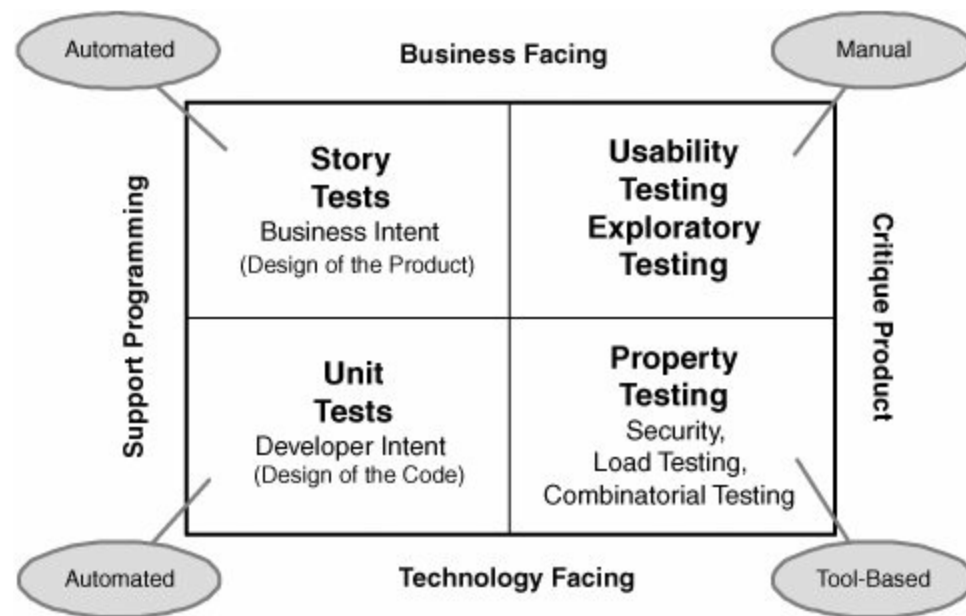 Automated
Business Facing
Manual
Support Programming
Story
Tests
Business Intent
(Design of the Product)
Usability
Testing
Exploratory
Testing
Critique Product
Unit
Tests
Developer Intent
(Design of the Code)
Property
Testing
Security,
Load Testing,
Combinatorial Testing
Automated
Technology Facing
Tool-Based